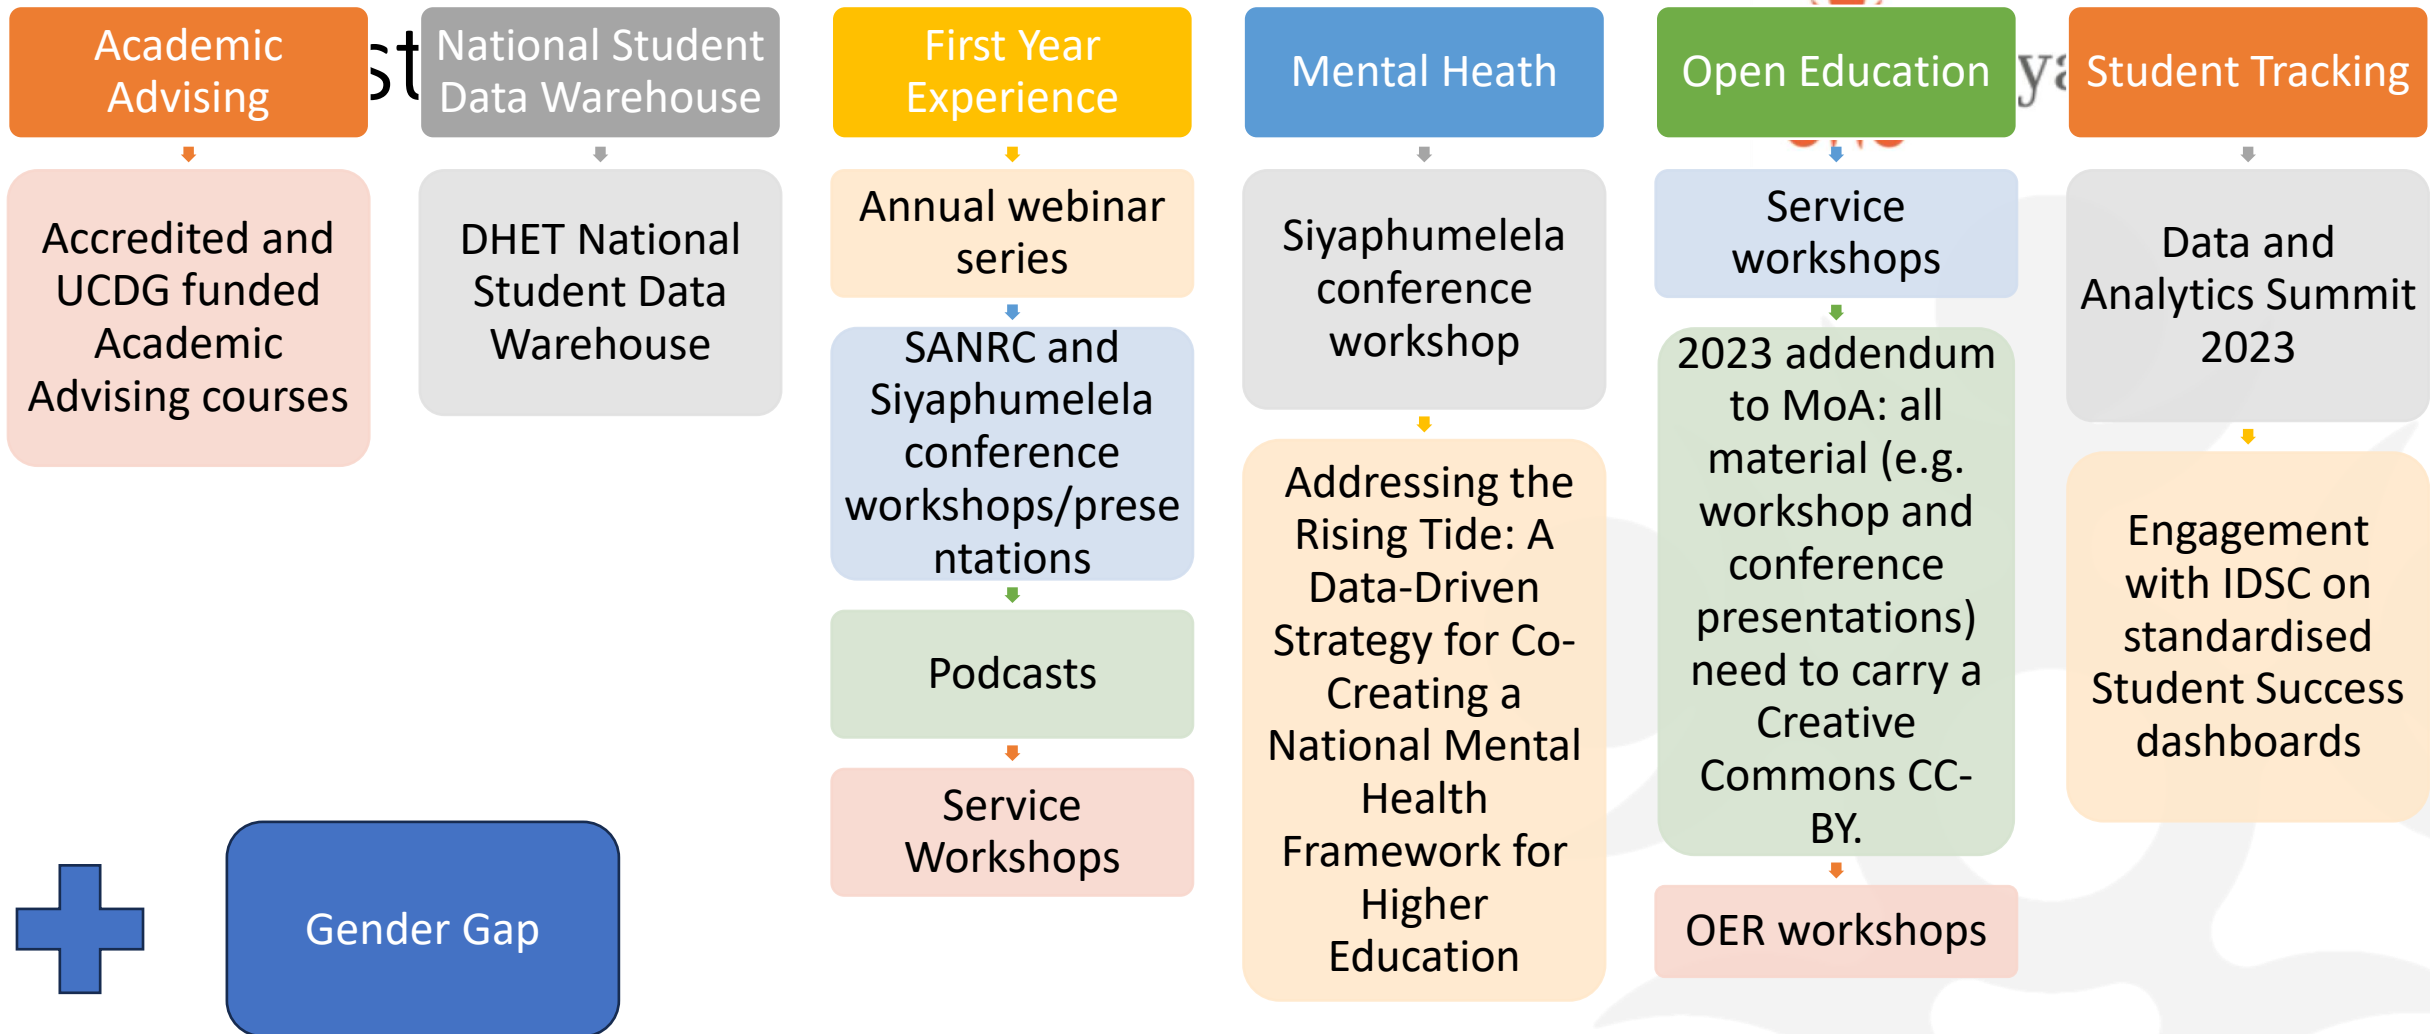 Academic
Advising
st
National Student
Data Warehouse
First Year
Experience
Mental Heath
Open Education
ya
Student Tracking
Accredited and
UCDG funded
Academic
Advising courses
DHET National
Student Data
Warehouse
Annual webinar
series
SANRC and
Siyaphumelela
conference
workshops/prese
ntations
Podcasts
Service
Workshops
Siyaphumelela
conference
workshop
Addressing the
Rising Tide: A
Data-Driven
Strategy for Co-
Creating a
National Mental
Health
Framework for
Higher
Education
Service
workshops
2023 addendum
to MoA: all
material (e.g.
workshop and
conference
presentations)
need to carry a
Creative
Commons CC-
BY.
OER workshops
Data and
Analytics Summit
2023
Engagement
with IDSC on
standardised
Student Success
dashboards
Gender Gap